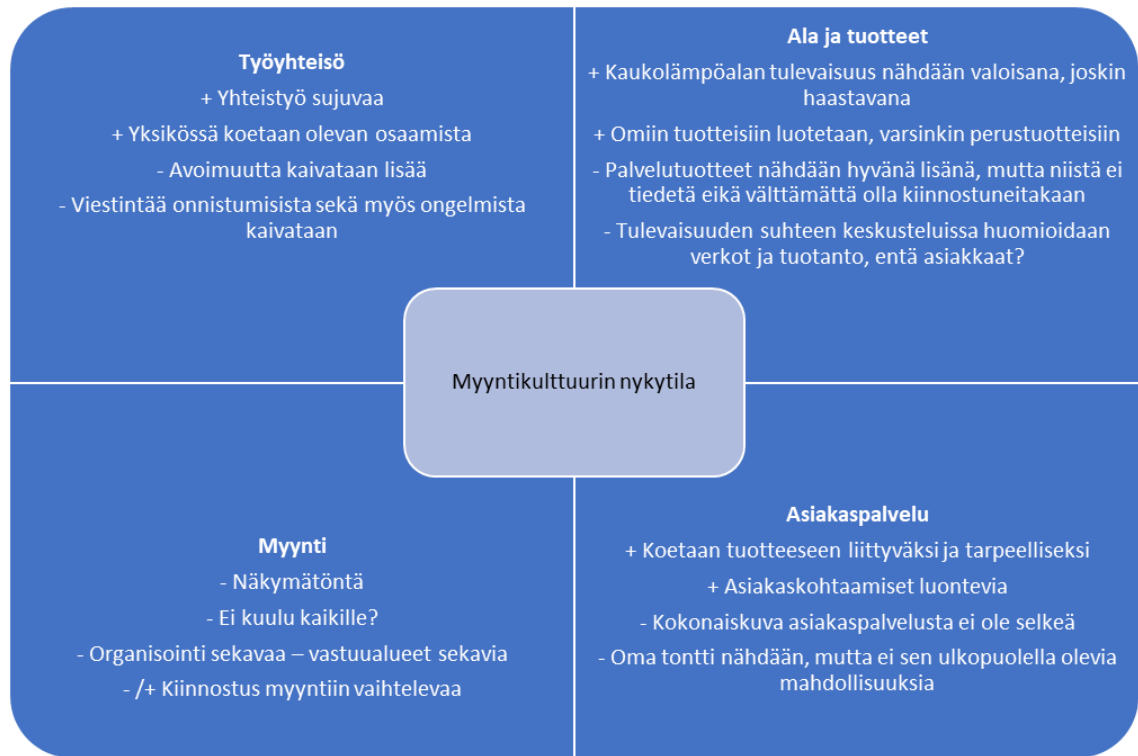 Työyhteisö
+ Yhteistyö sujuvaa
+ Yksikössä koetaan olevan osaamista
- Avoimuutta kaivataan lisää
- Viestintää onnistumisista sekä myös ongelmista
kaivataan
Ala ja tuotteet
+ Kaukolämpöalan tulevaisuus nähdään valoisana, joskin
haastavana
+ Omiin tuotteisiin luotetaan, varsinkin perustuotteisiin
- Palvelutuotteet nähdään hyvänä lisänä, mutta niistä ei
tiedetä eikä välttämättä olla kiinnostuneitakaan
- Tulevaisuuden suhteen keskusteluissa huomioidaan
verkot ja tuotanto, entä asiakkaat?
Myyntikulttuurin nykytila
Myynti
- Näkymätöntä
- Ei kuulu kaikille?
- Organisointi sekavaa – vastuualueet sekavia
- /+ Kiinnostus myyntiin vaihtelevaa
Asiakaspalvelu
+ Koetaan tuotteeseen liittyväksi ja tarpeelliseksi
+ Asiakaskohtaamiset luontevia
- Kokonaiskuva asiakaspalvelusta ei ole selkeä
- Oma tontti nähdään, mutta ei sen ulkopuolella olevia
mahdollisuuksia